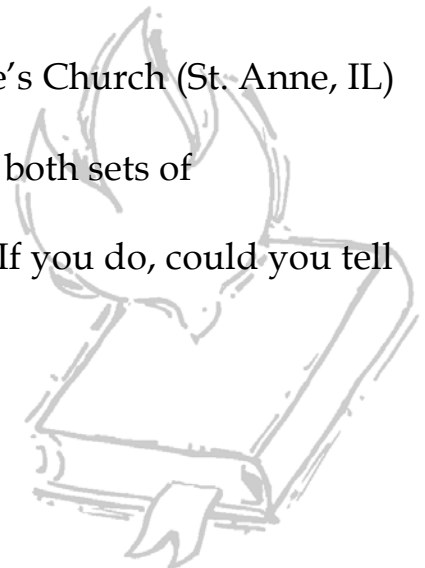 e's Church (St. Anne, IL)
both sets of
If you do, could you tell